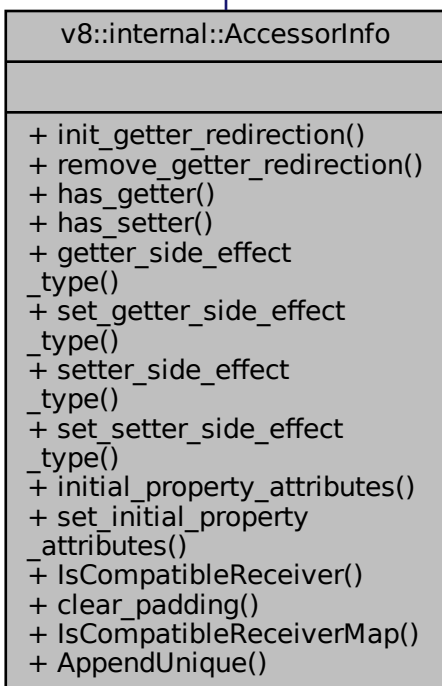 v8::internal::AccessorInfo
+ init_getter_redirection()
+ remove_getter_redirection()
+ has_getter()
+ has_setter()
+ getter_side_effect
_type()
+ set_getter_side_effect
_type()
+ setter_side_effect
_type()
+ set_setter_side_effect
_type()
+ initial_property_attributes()
+ set_initial_property
_attributes()
+ IsCompatibleReceiver()
+ clear_padding()
+ IsCompatibleReceiverMap()
+ AppendUnique()